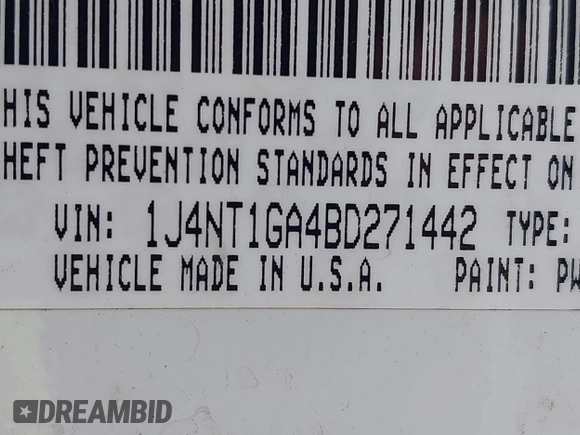 HIS VEHICLE CONFORMS TO ALL APPLICABLE
HEFT PREVENTION STANDARDS IN EFFECT ON
VIN: 1J4NT1GA4BD271442 TYPE:
VEHICLE MADE IN U.S.A. PAINT: PW
DREAMBID